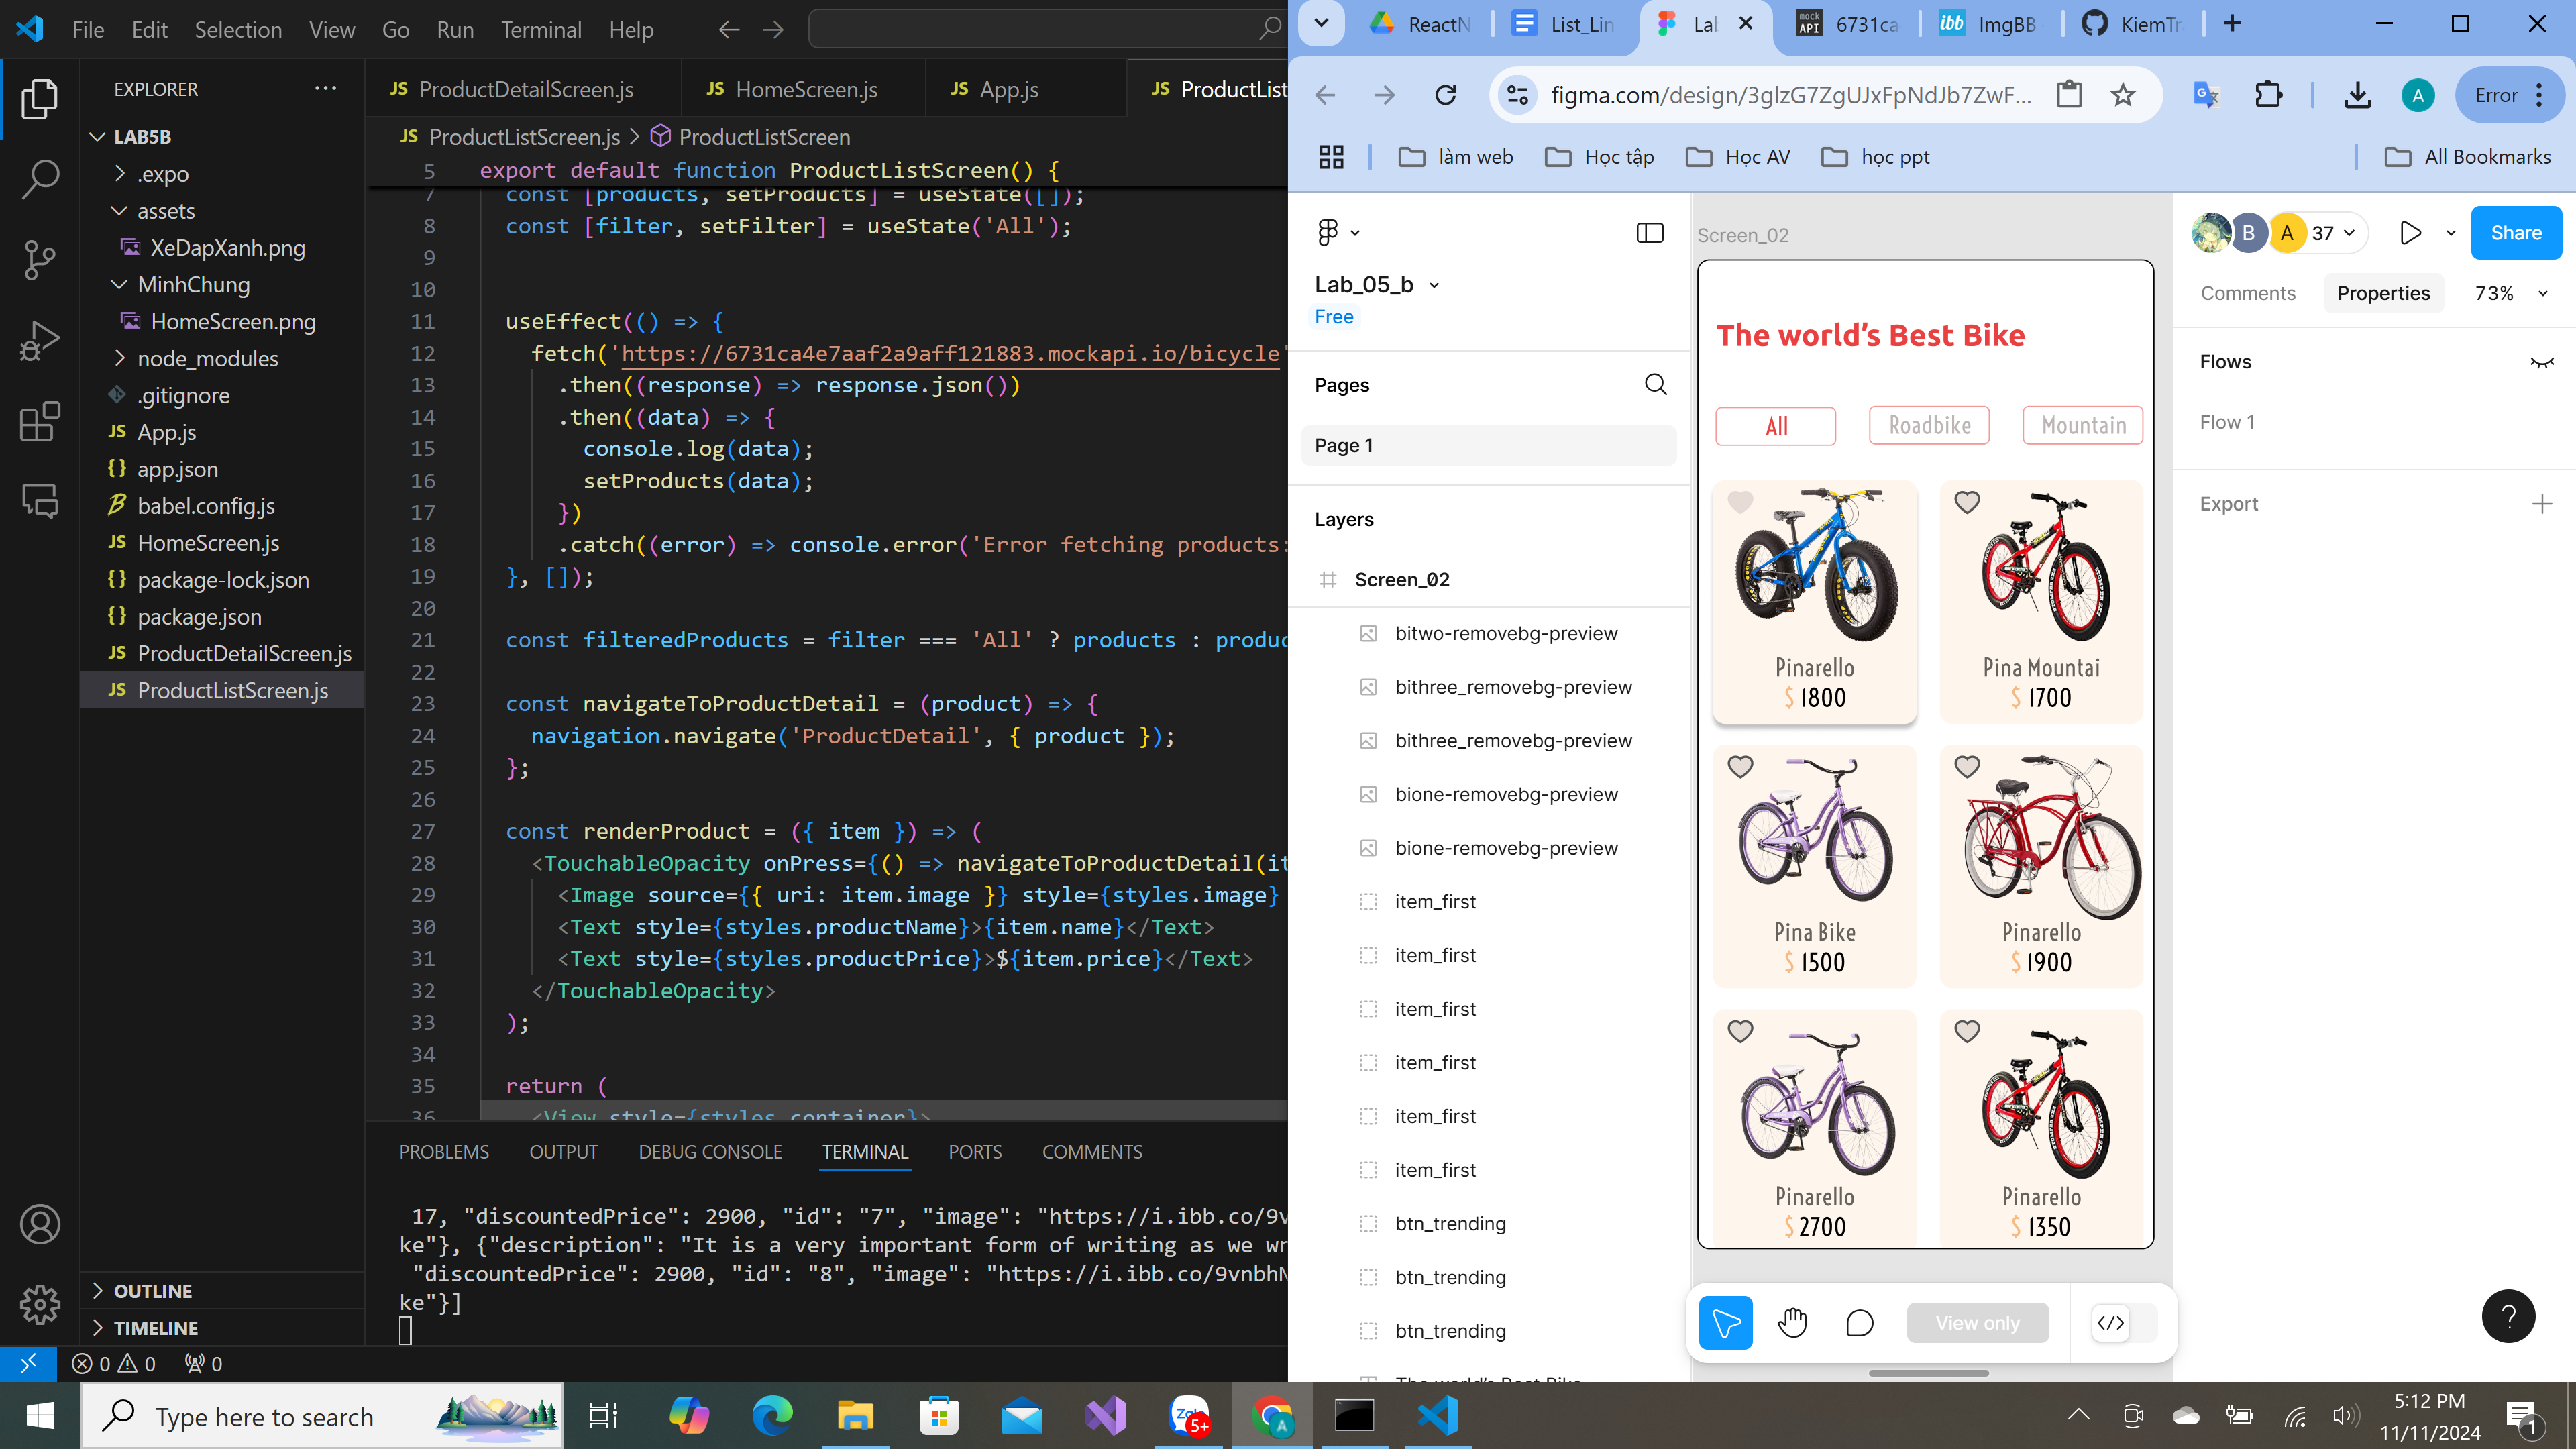 File Edit Selection View Go Run Terminal Help
EXPLORER
LAB5B
.expo
assets
XeDapXanh.png
MinhChung
HomeScreen.png
node_modules
.gitignore
App.js
app.json
babel.config.js
HomeScreen.js
package-lock.json
package.json
ProductDetailScreen.js
ProductListScreen.js
OUTLINE
TIMELINE
JS ProductDetailScreen.js JS HomeScreen.js JS App.js JS ProductList
JS ProductListScreen.js > ProductListScreen
5 export default function ProductListScreen() {
7 const [products, setProducts] = useState([]);
8 const [filter, setFilter] = useState('All');
9
10
11 useEffect(() => {
12 fetch('https://6731ca4e7aaf2a9aff121883.mockapi.io/bicycle'
13 .then((response) => response.json())
14 .then((data) => {
15 console.log(data);
16 setProducts(data);
17 })
18 .catch((error) => console.error('Error fetching products:
19 }, []);
20
21 const filteredProducts = filter === 'All' ? products : produc
22
23 const navigateToProductDetail = (product) => {
24 navigation.navigate('ProductDetail', { product });
25 };
26
27 const renderProduct = ({ item }) => (
28 <TouchableOpacity onPress={() => navigateToProductDetail(it
29 <Image source={{ uri: item.image }} style={styles.image}
30 <Text style={styles.productName}>{item.name}</Text>
31 <Text style={styles.productPrice}>${item.price}</Text>
32 </TouchableOpacity>
33 );
34
35 return (
36 <View style={styles.container}>
PROBLEMS OUTPUT DEBUG CONSOLE TERMINAL PORTS COMMENTS
17, "discountedPrice": 2900, "id": "7", "image": "https://i.ibb.co/9v
ke"}, {"description": "It is a very important form of writing as we wr
"discountedPrice": 2900, "id": "8", "image": "https://i.ibb.co/9vnbhN
ke"}]
0 0 0
ReactN List_Lin Lab 6731ca ImgBB KiemTr
figma.com/design/3glzG7ZgUJxFpNdJb7ZwF... A Error
làm web Học tập Học AV học ppt All Bookmarks
Lab_05_b
Free
Pages
Page 1
Layers
Screen_02
bitwo-removebg-preview
bithree_removebg-preview
bithree_removebg-preview
bione-removebg-preview
bione-removebg-preview
item_first
item_first
item_first
item_first
item_first
item_first
btn_trending
btn_trending
btn_trending
The world's Best Bike
Screen_02
The world's Best Bike
All Roadbike Mountain
Pinarello Pina Mountai
$ 1800 $ 1700
Pina Bike Pinarello
$ 1500 $ 1900
Pinarello Pinarello
$ 2700 $ 1350
View only
B A 37 Share
Comments Properties 73%
Flows
Flow 1
Export
?
Type here to search
5+
A
5:12 PM
11/11/2024
1